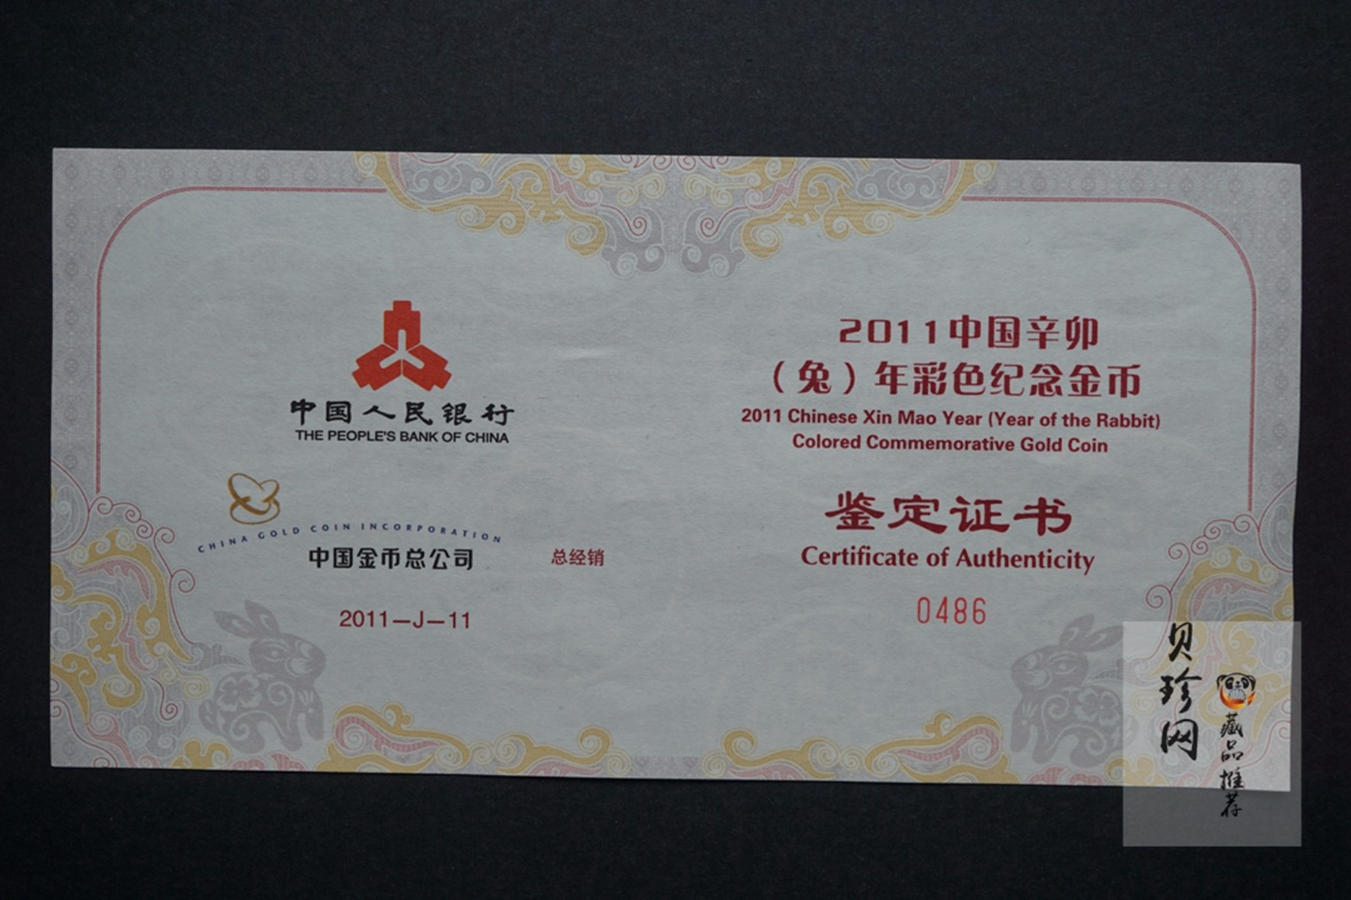 中国人民银行
THE PEOPLE'S BANK OF CHINA
CHINA GOLD COIN INCORPORATION
中国金币总公司
总经销
2011—J—11
2011中国辛卯
（兔）年彩色纪念金币
2011 Chinese Xin Mao Year (Year of the Rabbit)
Colored Commemorative Gold Coin
鉴定证书
Certificate of Authenticity
0486
贝珍网
藏品推荐